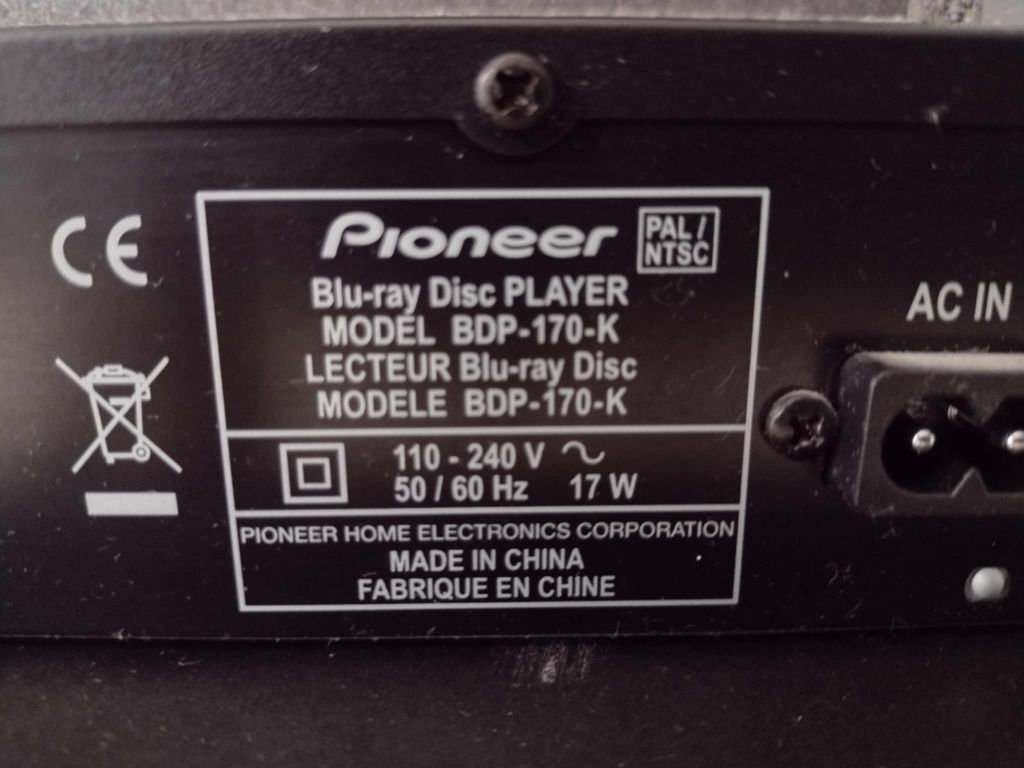 CE
Pioneer
PAL /
NTSC
Blu-ray Disc PLAYER
MODEL BDP-170-K
LECTEUR Blu-ray Disc
MODELE BDP-170-K
AC IN
110 - 240 V ~
50 / 60 Hz 17 W
PIONEER HOME ELECTRONICS CORPORATION
MADE IN CHINA
FABRIQUE EN CHINE